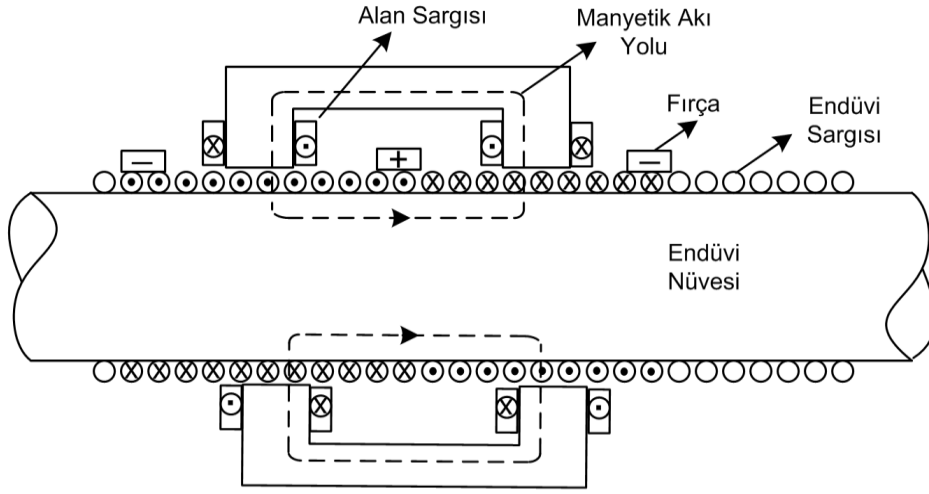 Alan Sargısı
Manyetik Akı
Yolu
Fırça
Endüvi
Sargısı
−
+
−
Endüvi
Nüvesi